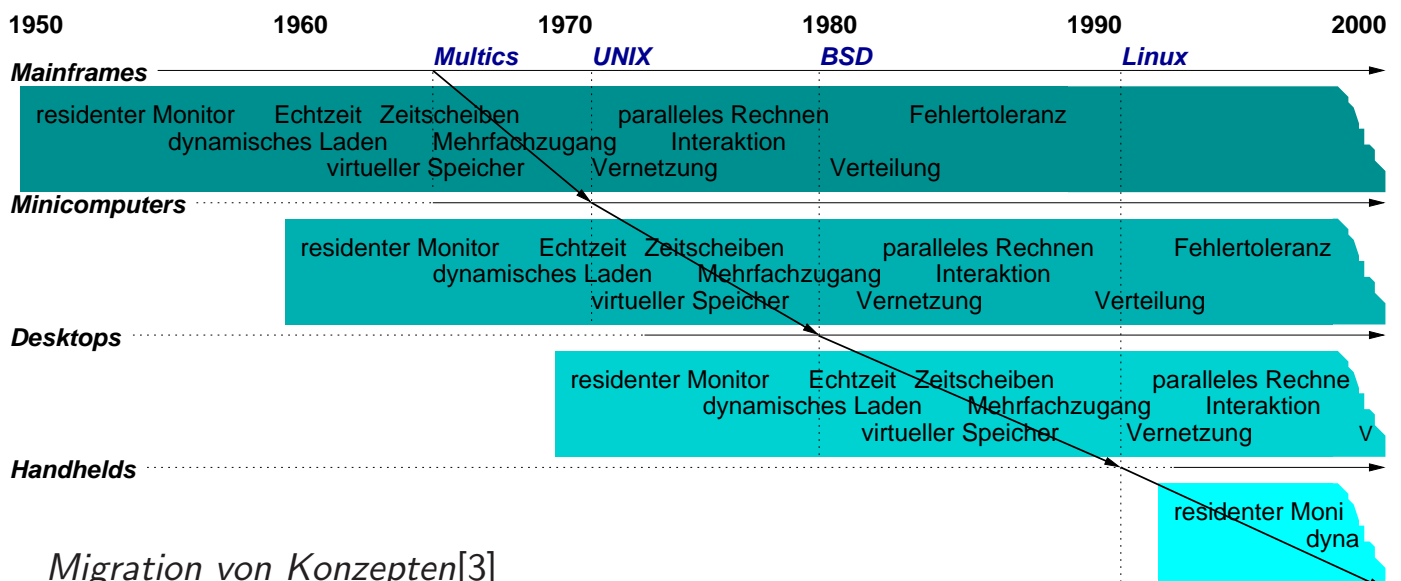 1950 1960 1970 1980 1990 2000
Multics UNIX BSD Linux
Mainframes
residenter Monitor Echtzeit Zeitscheiben paralleles Rechnen Fehlertoleranz
dynamisches Laden Mehrfachzugang Interaktion
virtueller Speicher Vernetzung Verteilung
Minicomputers
residenter Monitor Echtzeit Zeitscheiben paralleles Rechnen Fehlertoleranz
dynamisches Laden Mehrfachzugang Interaktion
virtueller Speicher Vernetzung Verteilung
Desktops
residenter Monitor Echtzeit Zeitscheiben paralleles Rechne
dynamisches Laden Mehrfachzugang Interaktion
virtueller Speicher Vernetzung V
Handhelds
residenter Moni
dyna
Migration von Konzepten[3]